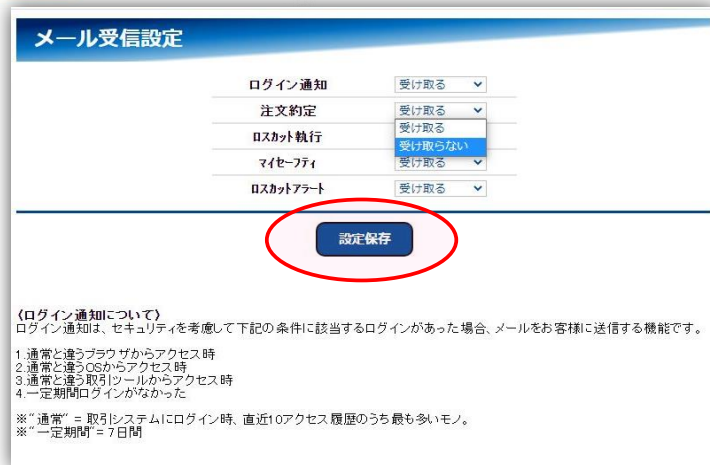 メール受信設定
ログイン通知 受け取る
注文約定 受け取る
受け取る
ロスカット執行
受け取らない
マイセーフティ 受け取る
ロスカットアラート 受け取る
設定保存
《ログイン通知について》
ログイン通知は、セキュリティを考慮して下記の条件に該当するログインがあった場合、メールをお客様に送信する機能です。
1.通常と違うブラウザからアクセス時
2.通常と違うOSからアクセス時
3.通常と違う取引ツールからアクセス時
4.一定期間ログインがなかった
※“通常” = 取引システムにログイン時、直近10アクセス履歴のうち最も多いモノ。
※“一定期間”= 7日間